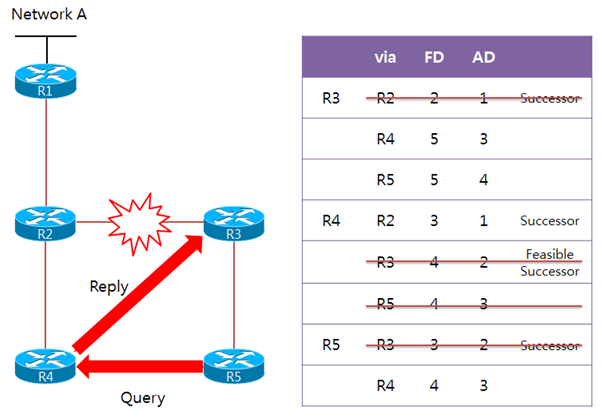 Network A
R1
R2
R3
Reply
R4
R5
Query
via FD AD
R3 R2 2 1 Successor
R4 5 3
R5 5 4
R4 R2 3 1 Successor
R3 4 2 Feasible
Successor
R5 4 3
R5 R3 3 2 Successor
R4 4 3